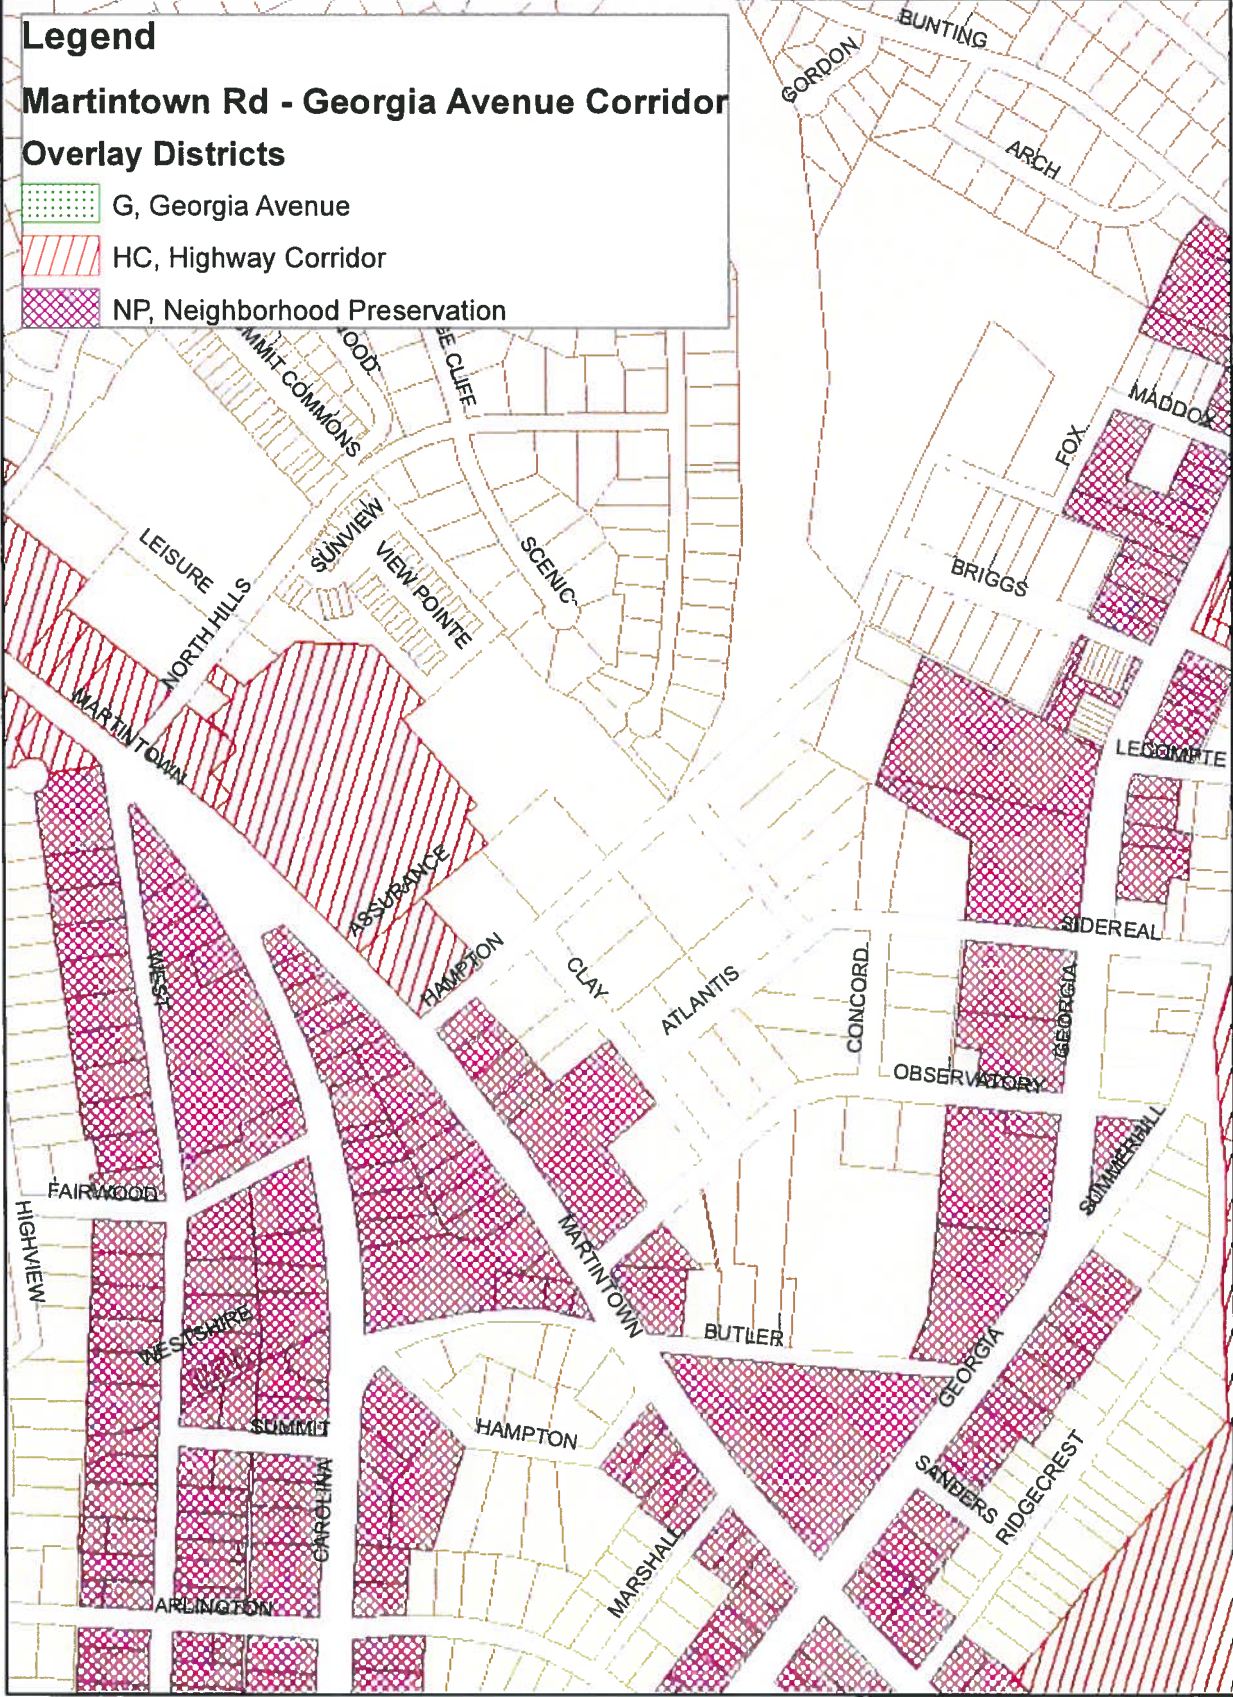 Legend
Martintown Rd - Georgia Avenue Corridor
Overlay Districts
G, Georgia Avenue
HC, Highway Corridor
NP, Neighborhood Preservation
BUNTING
GORDON
ARCH
MADDOX
FOX
COMMONS
CLIFF
SUNVIEW
VIEW POINTE
SCENIC
LEISURE
NORTH HILLS
BRIGGS
MARTINTOWN
LECOMPTE
ASSURANCE
HAMPTON
CLAY
ATLANTIS
CONCORD
SIDEREAL
GEORGIA
WEST
OBSERVATORY
SUMMERHILL
FAIRWOOD
HIGHVIEW
MARTINTOWN
WESTSHIRE
BUTLER
GEORGIA
SUMMIT
HAMPTON
CAROLINA
SANDERS
RIDGECREST
MARSHALL
ARLINGTON